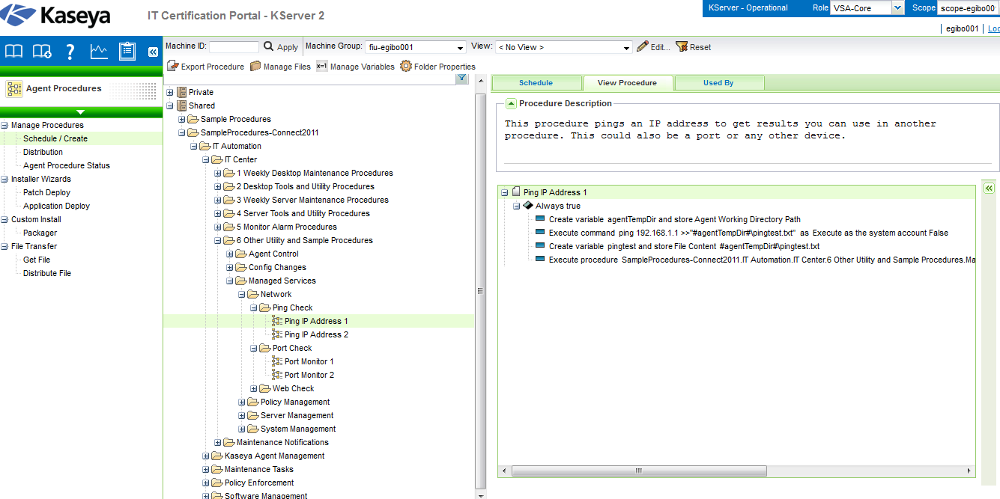 Kaseya
IT Certification Portal - KServer 2
KServer - Operational Role VSA-Core Scope scope-egibo001
egibo001
Machine ID: Apply Machine Group: fiu-egibo001 View: < No View > Edit... Reset
Export Procedure Manage Files x=1 Manage Variables Folder Properties
Agent Procedures
Manage Procedures
Schedule / Create
Distribution
Agent Procedure Status
Installer Wizards
Patch Deploy
Application Deploy
Custom Install
Packager
File Transfer
Get File
Distribute File
Private
Shared
Sample Procedures
SampleProcedures-Connect2011
IT Automation
IT Center
1 Weekly Desktop Maintenance Procedures
2 Desktop Tools and Utility Procedures
3 Weekly Server Maintenance Procedures
4 Server Tools and Utility Procedures
5 Monitor Alarm Procedures
6 Other Utility and Sample Procedures
Agent Control
Config Changes
Managed Services
Network
Ping Check
Ping IP Address 1
Ping IP Address 2
Port Check
Port Monitor 1
Port Monitor 2
Web Check
Policy Management
Server Management
System Management
Maintenance Notifications
Kaseya Agent Management
Maintenance Tasks
Policy Enforcement
Software Management
Schedule View Procedure Used By
Procedure Description
This procedure pings an IP address to get results you can use in another
procedure. This could also be a port or any other device.
Ping IP Address 1
Always true
Create variable agentTempDir and store Agent Working Directory Path
Execute command ping 192.168.1.1 >>"#agentTempDir#\pingtest.txt" as Execute as the system account False
Create variable pingtest and store File Content #agentTempDir#\pingtest.txt
Execute procedure SampleProcedures-Connect2011.IT Automation.IT Center.6 Other Utility and Sample Procedures.Ma